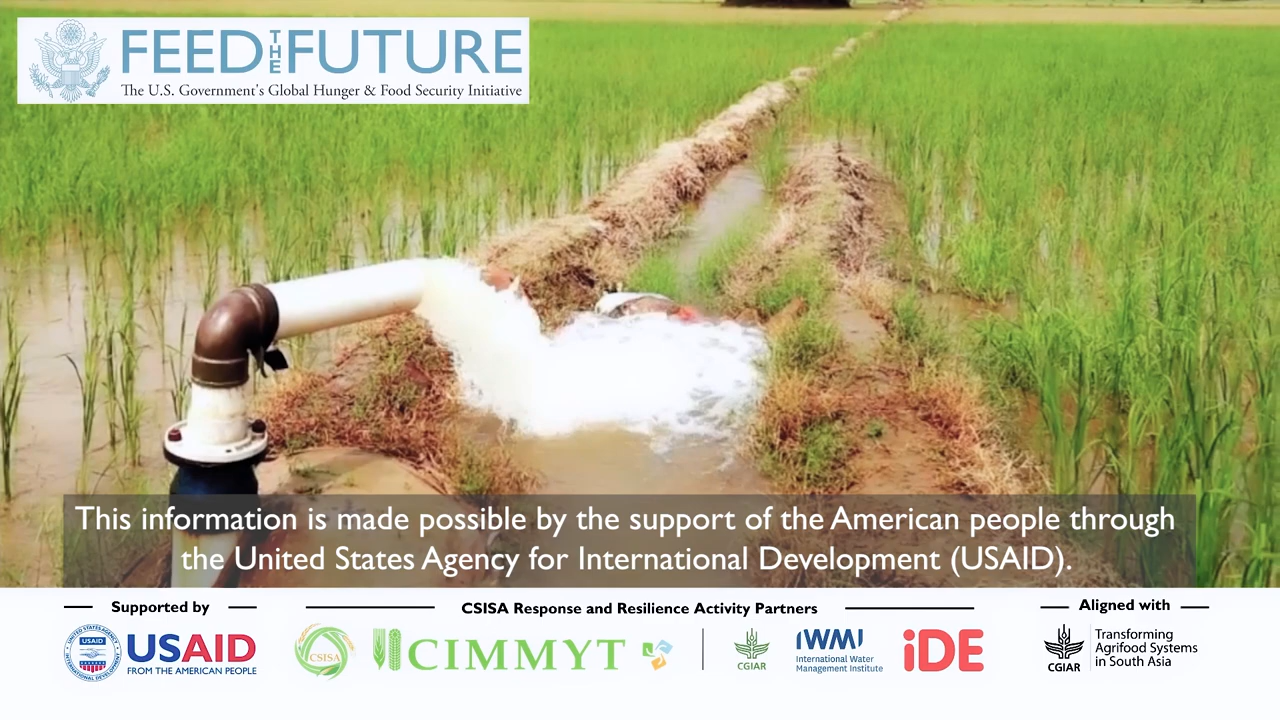 FEED THE FUTURE
The U.S. Government's Global Hunger & Food Security Initiative
This information is made possible by the support of the American people through
the United States Agency for International Development (USAID).
Supported by
CSISA Response and Resilience Activity Partners
Aligned with
USAID
USAID
FROM THE AMERICAN PEOPLE
CSISA
CIMMYT
CGIAR
IWMI
International Water
Management Institute
iDE
CGIAR
Transforming
Agrifood Systems
in South Asia